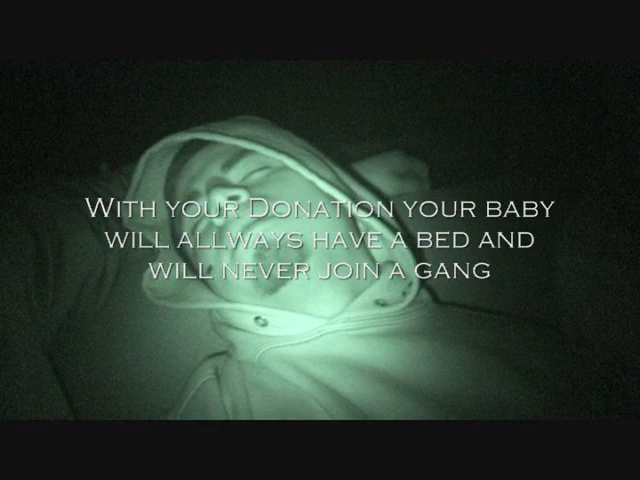 With your Donation your baby
will allways have a bed and
will never join a gang